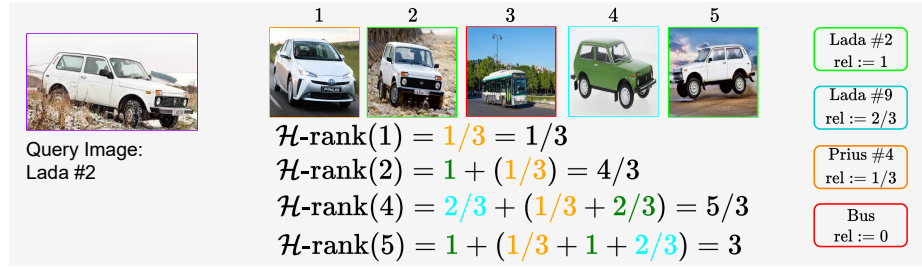 1 2 3 4 5
Query Image:
Lada #2
ℋ-rank(1) = 1/3 = 1/3
ℋ-rank(2) = 1 + (1/3) = 4/3
ℋ-rank(4) = 2/3 + (1/3 + 2/3) = 5/3
ℋ-rank(5) = 1 + (1/3 + 1 + 2/3) = 3
Lada #2
rel := 1
Lada #9
rel := 2/3
Prius #4
rel := 1/3
Bus
rel := 0